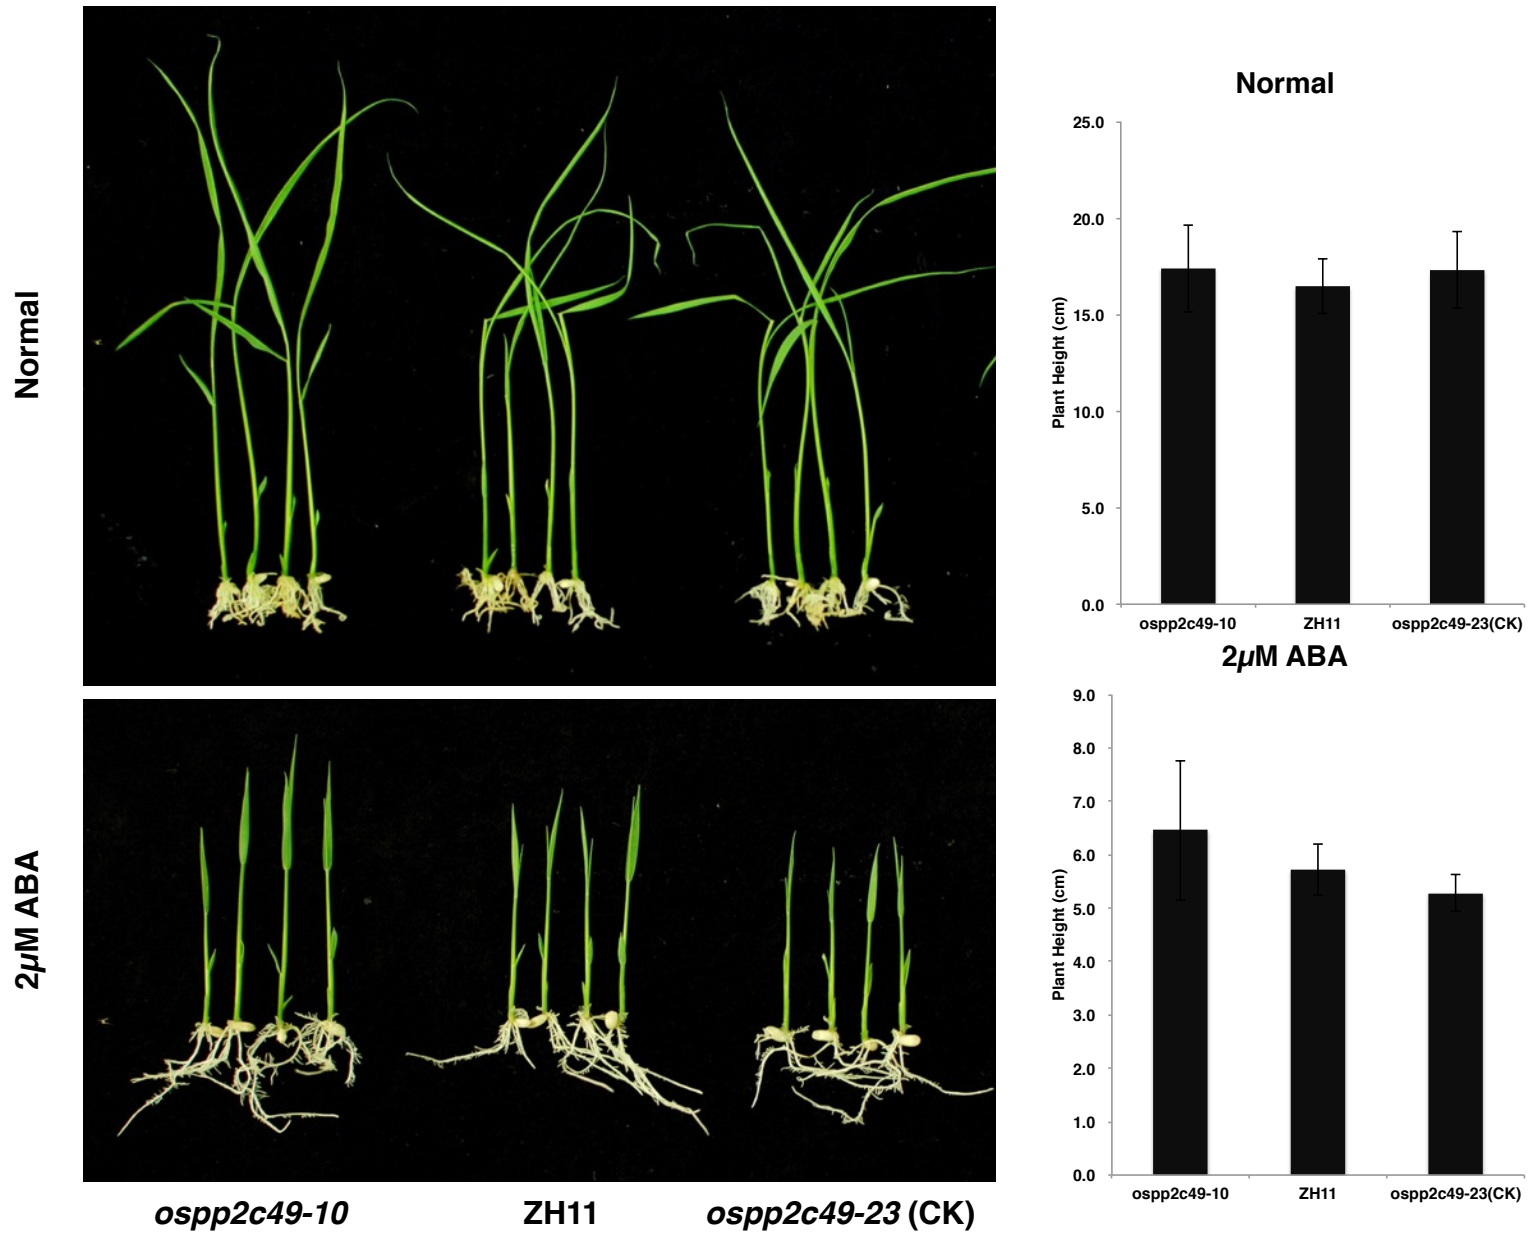 Normal
Normal
25.0
20.0
15.0
10.0
5.0
0.0
Plant Height (cm)
ospp2c49-10 ZH11 ospp2c49-23(CK)
2µM ABA
2µM ABA
9.0
8.0
7.0
6.0
5.0
4.0
3.0
2.0
1.0
0.0
Plant Height (cm)
ospp2c49-10 ZH11 ospp2c49-23(CK)
ospp2c49-10 ZH11 ospp2c49-23 (CK)